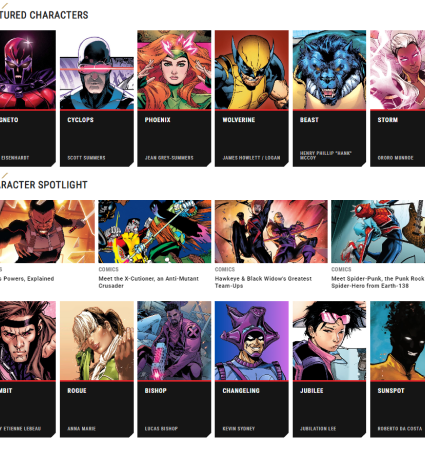 TURED CHARACTERS
GNETO
CYCLOPS
PHOENIX
WOLVERINE
BEAST
STORM
EISENHARDT
SCOTT SUMMERS
JEAN GREY-SUMMERS
JAMES HOWLETT / LOGAN
HENRY PHILLIP "HANK"
MCCOY
ORORO MUNROE
RACTER SPOTLIGHT
S
COMICS
COMICS
COMICS
s Powers, Explained
Meet the X-Cutioner, an Anti-Mutant
Crusader
Hawkeye & Black Widow's Greatest
Team-Ups
Meet Spider-Punk, the Punk Rock
Spider-Hero from Earth-138
MBIT
ROGUE
BISHOP
CHANGELING
JUBILEE
SUNSPOT
Y ETIENNE LEBEAU
ANNA MARIE
LUCAS BISHOP
KEVIN SYDNEY
JUBILATION LEE
ROBERTO DA COSTA